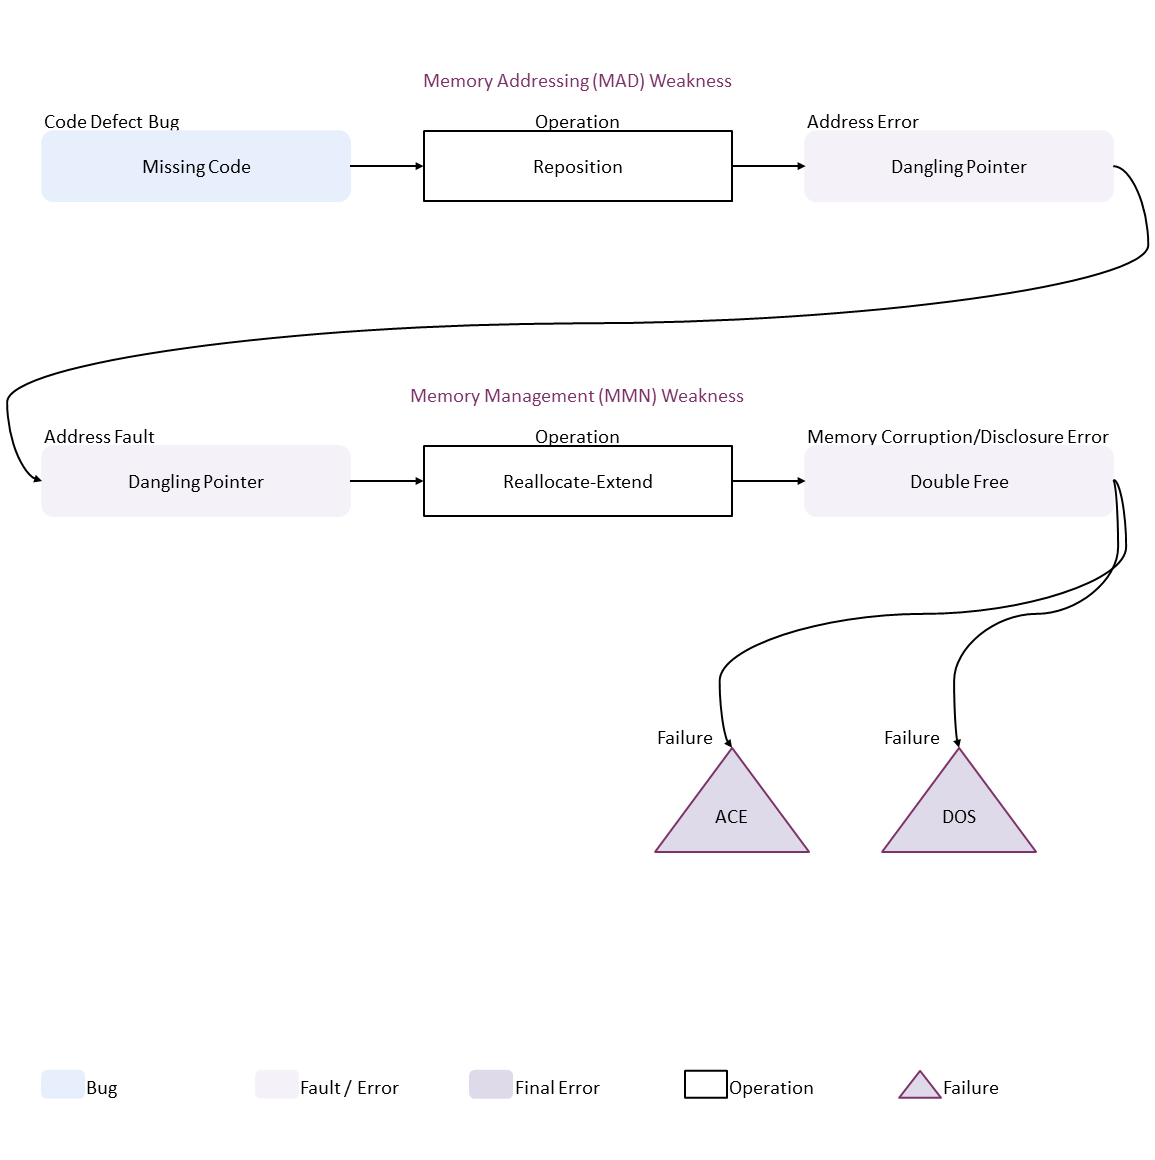 Memory Addressing (MAD) Weakness
Code Defect Bug
Operation
Address Error
Missing Code
Reposition
Dangling Pointer
Memory Management (MMN) Weakness
Address Fault
Operation
Memory Corruption/Disclosure Error
Dangling Pointer
Reallocate-Extend
Double Free
Failure
Failure
ACE
DOS
Bug
Fault / Error
Final Error
Operation
Failure